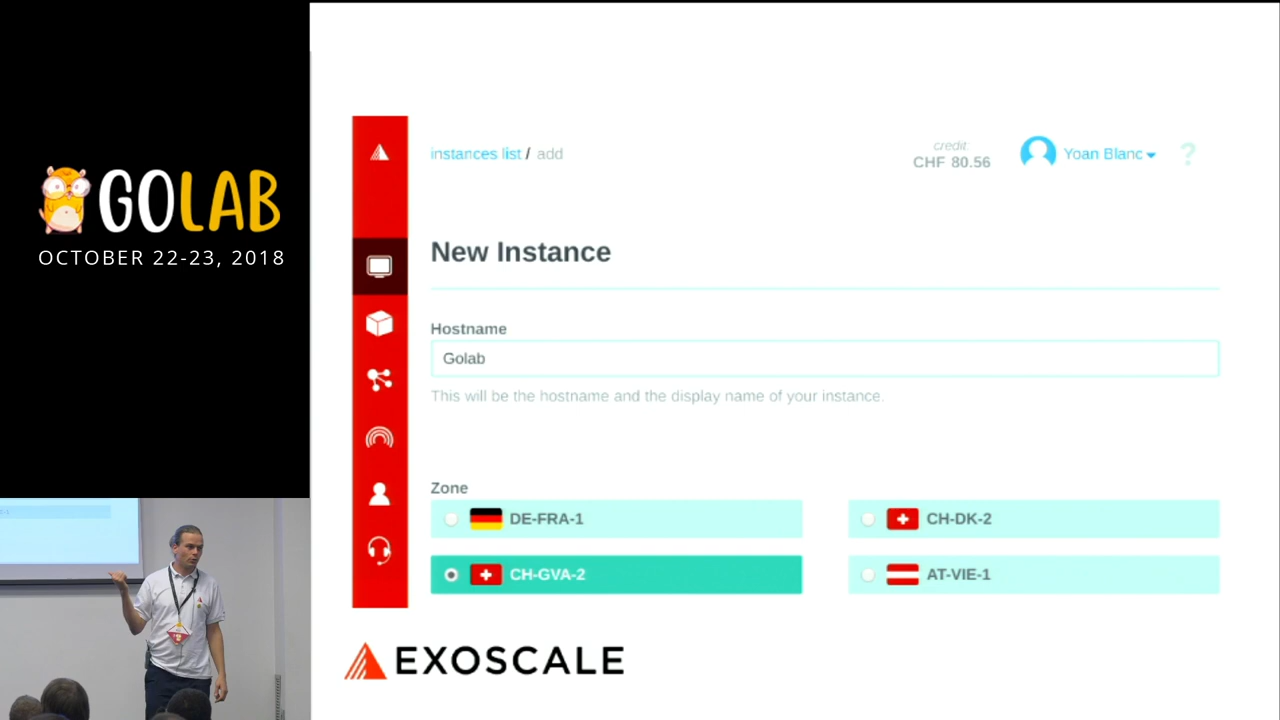 GOLAB
OCTOBER 22-23, 2018
instances list / add
credit:
CHF 80.56
Yoan Blanc
?
New Instance
Hostname
Golab
This will be the hostname and the display name of your instance.
Zone
DE-FRA-1
CH-DK-2
CH-GVA-2
AT-VIE-1
EXOSCALE